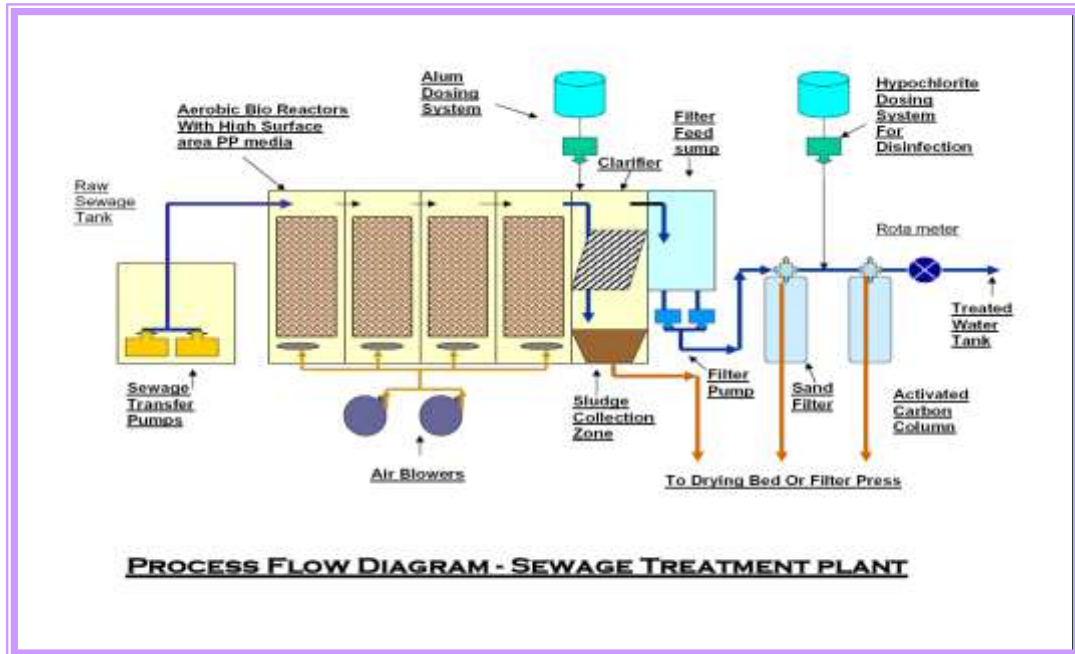 Alum
Dosing
System
Hypochlorite
Dosing
System
For
Disinfection
Aerobic Bio Reactors
With High Surface
area PP media
Filter
Feed
sump
Clarifier
Raw
Sewage
Tank
Rota meter
Treated
Water
Tank
Sewage
Transfer
Pumps
Sludge
Collection
Zone
Filter
Pump
Sand
Filter
Activated
Carbon
Column
Air Blowers
To Drying Bed Or Filter Press
PROCESS FLOW DIAGRAM - SEWAGE TREATMENT PLANT